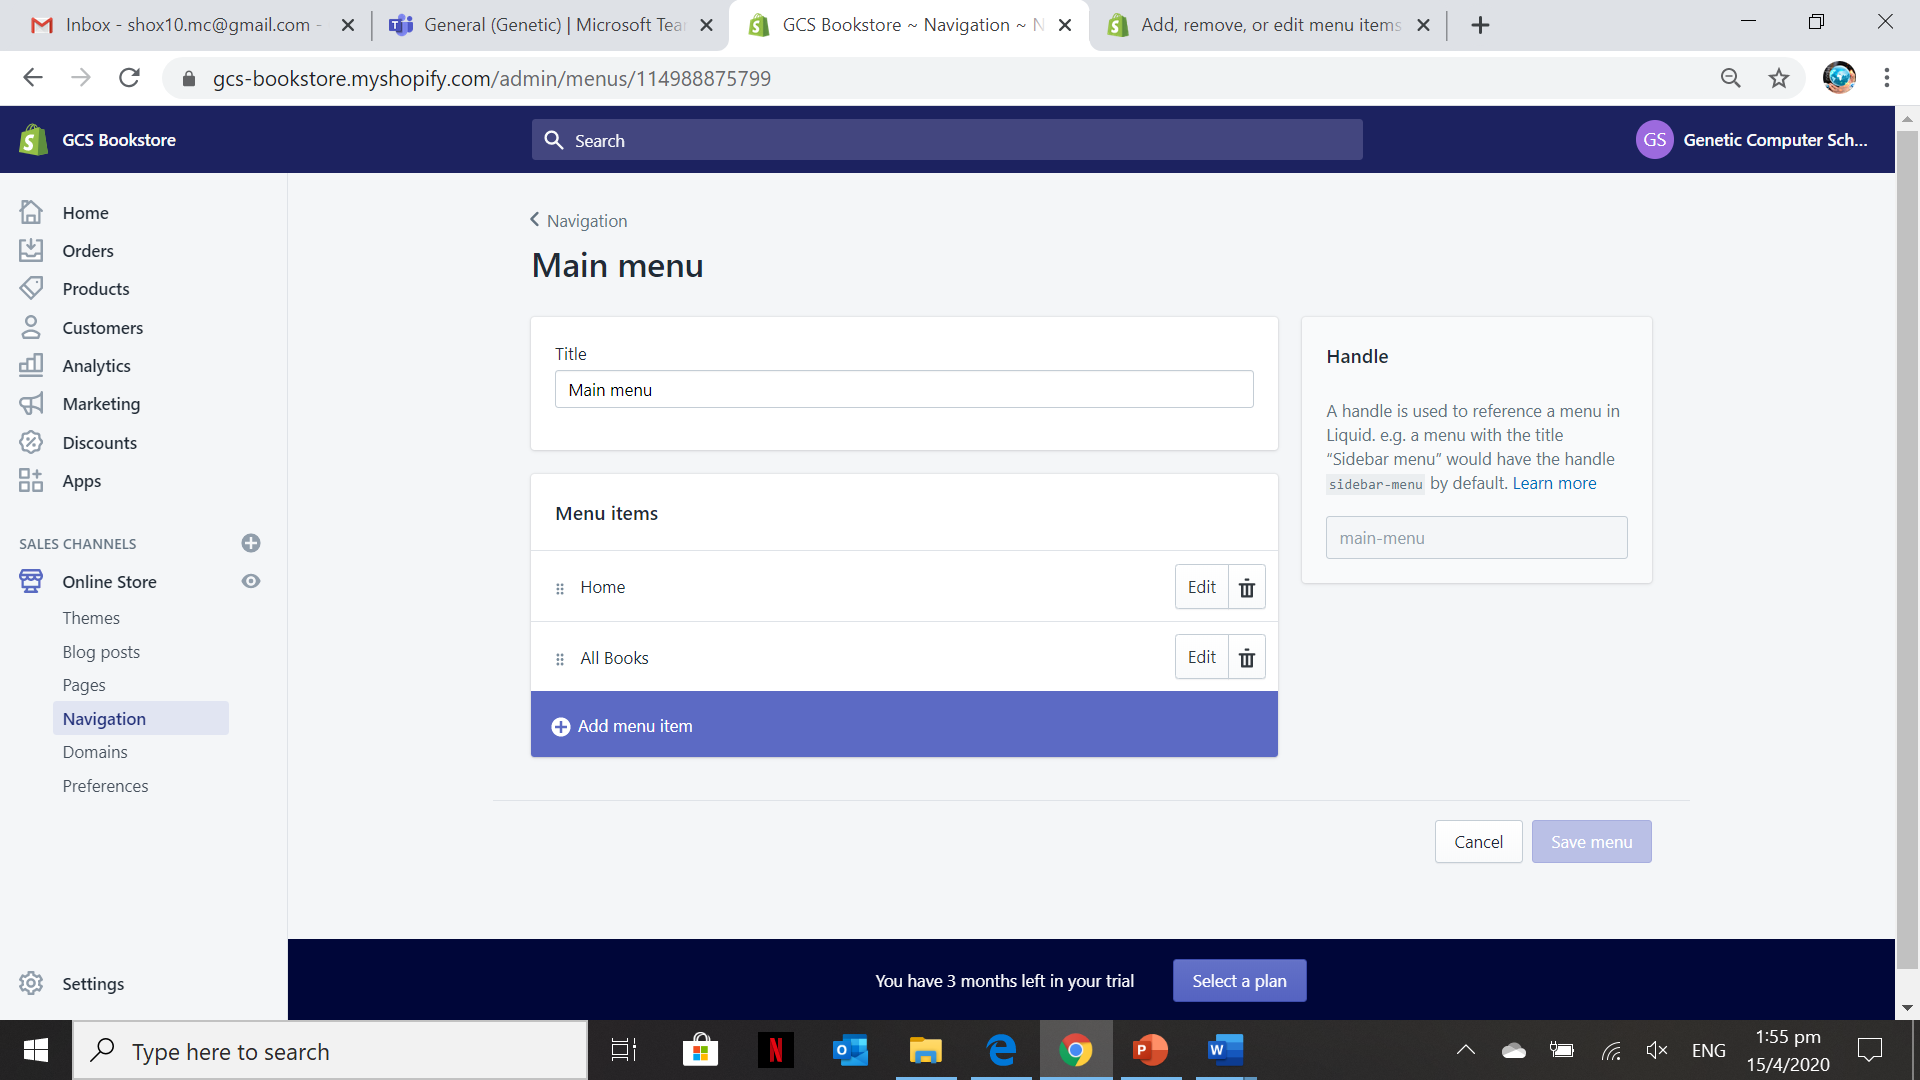 Inbox - shox10.mc@gmail.com -
General (Genetic) | Microsoft Tea
GCS Bookstore ~ Navigation ~ N
Add, remove, or edit menu items
gcs-bookstore.myshopify.com/admin/menus/114988875799
GCS Bookstore
Search
GS
Genetic Computer Sch...
Home
Orders
Products
Customers
Analytics
Marketing
Discounts
Apps
SALES CHANNELS
Online Store
Themes
Blog posts
Pages
Navigation
Domains
Preferences
Settings
Navigation
Main menu
Title
Main menu
Menu items
Home
Edit
All Books
Edit
Add menu item
Handle
A handle is used to reference a menu in
Liquid. e.g. a menu with the title
“Sidebar menu” would have the handle
sidebar-menu by default. Learn more
main-menu
Cancel
Save menu
You have 3 months left in your trial
Select a plan
Type here to search
ENG
1:55 pm
15/4/2020